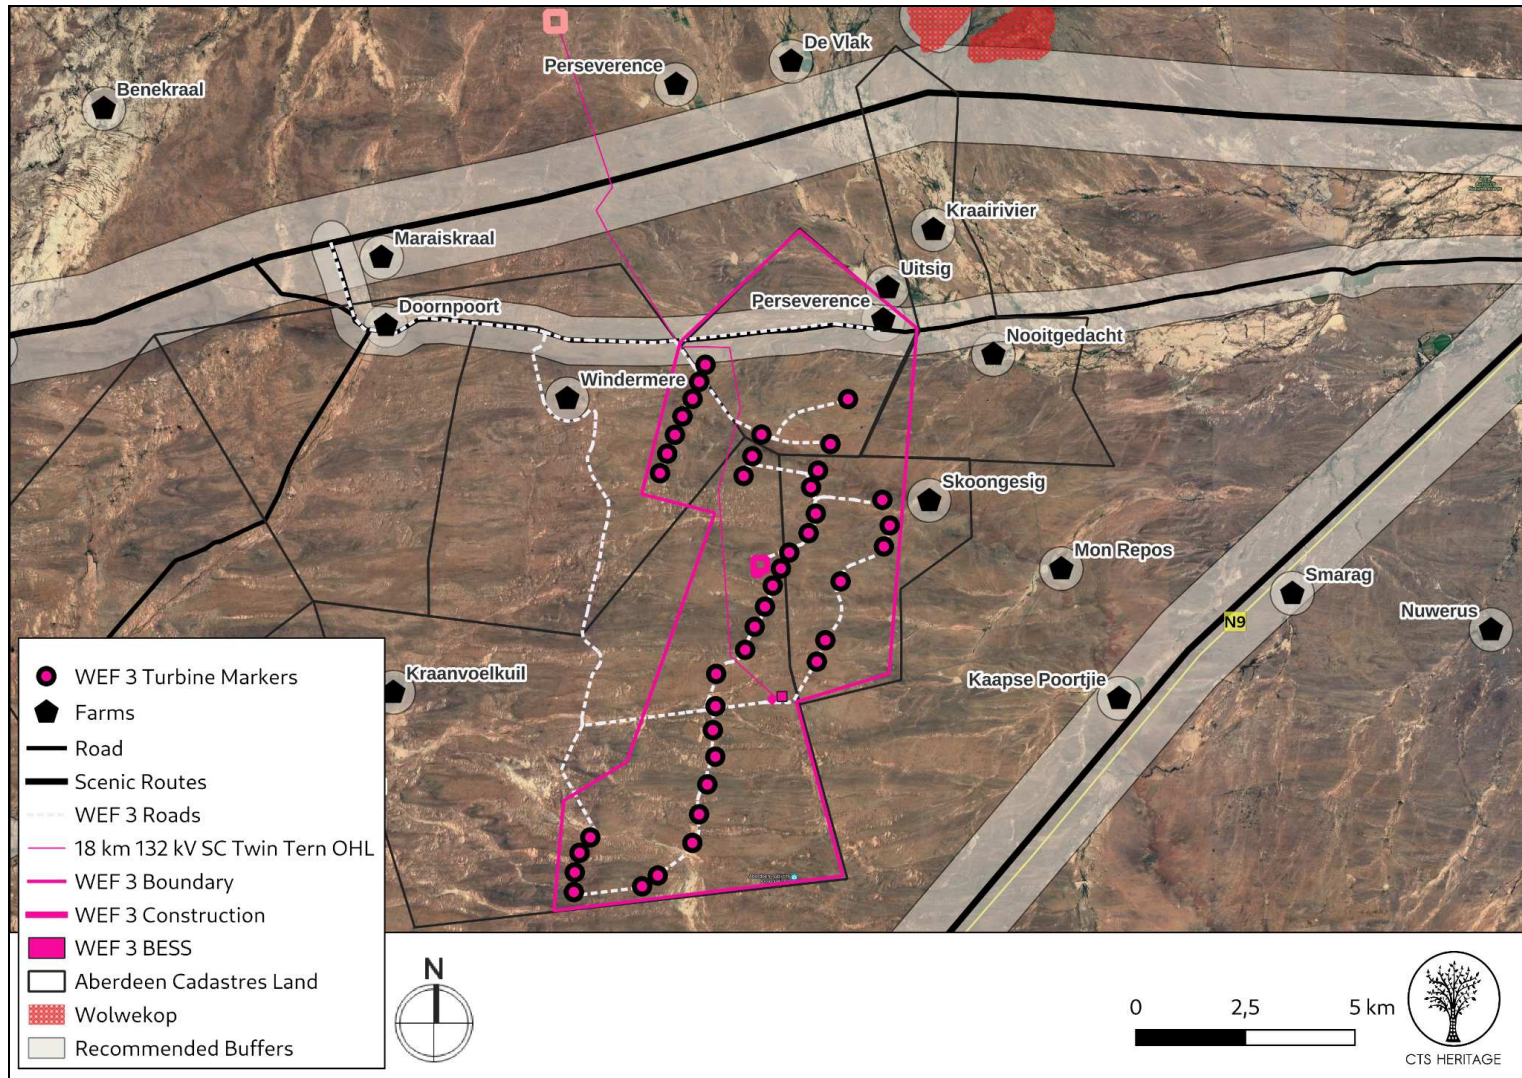 De Vlak
Perseverence
Benekraal
Kraairivier
Maraiskraal
Uitsig
Perseverence
Doornpoort
Nooitgedacht
Windermere
Skoongesig
Mon Repos
Smarag
Nuwerus
N9
Kraanvoelkuil
Kaapse Poortjie
WEF 3 Turbine Markers
Farms
Road
Scenic Routes
WEF 3 Roads
18 km 132 kV SC Twin Tern OHL
WEF 3 Boundary
WEF 3 Construction
WEF 3 BESS
Aberdeen Cadastres Land
Wolwekop
Recommended Buffers
N
0 2,5 5 km
CTS HERITAGE